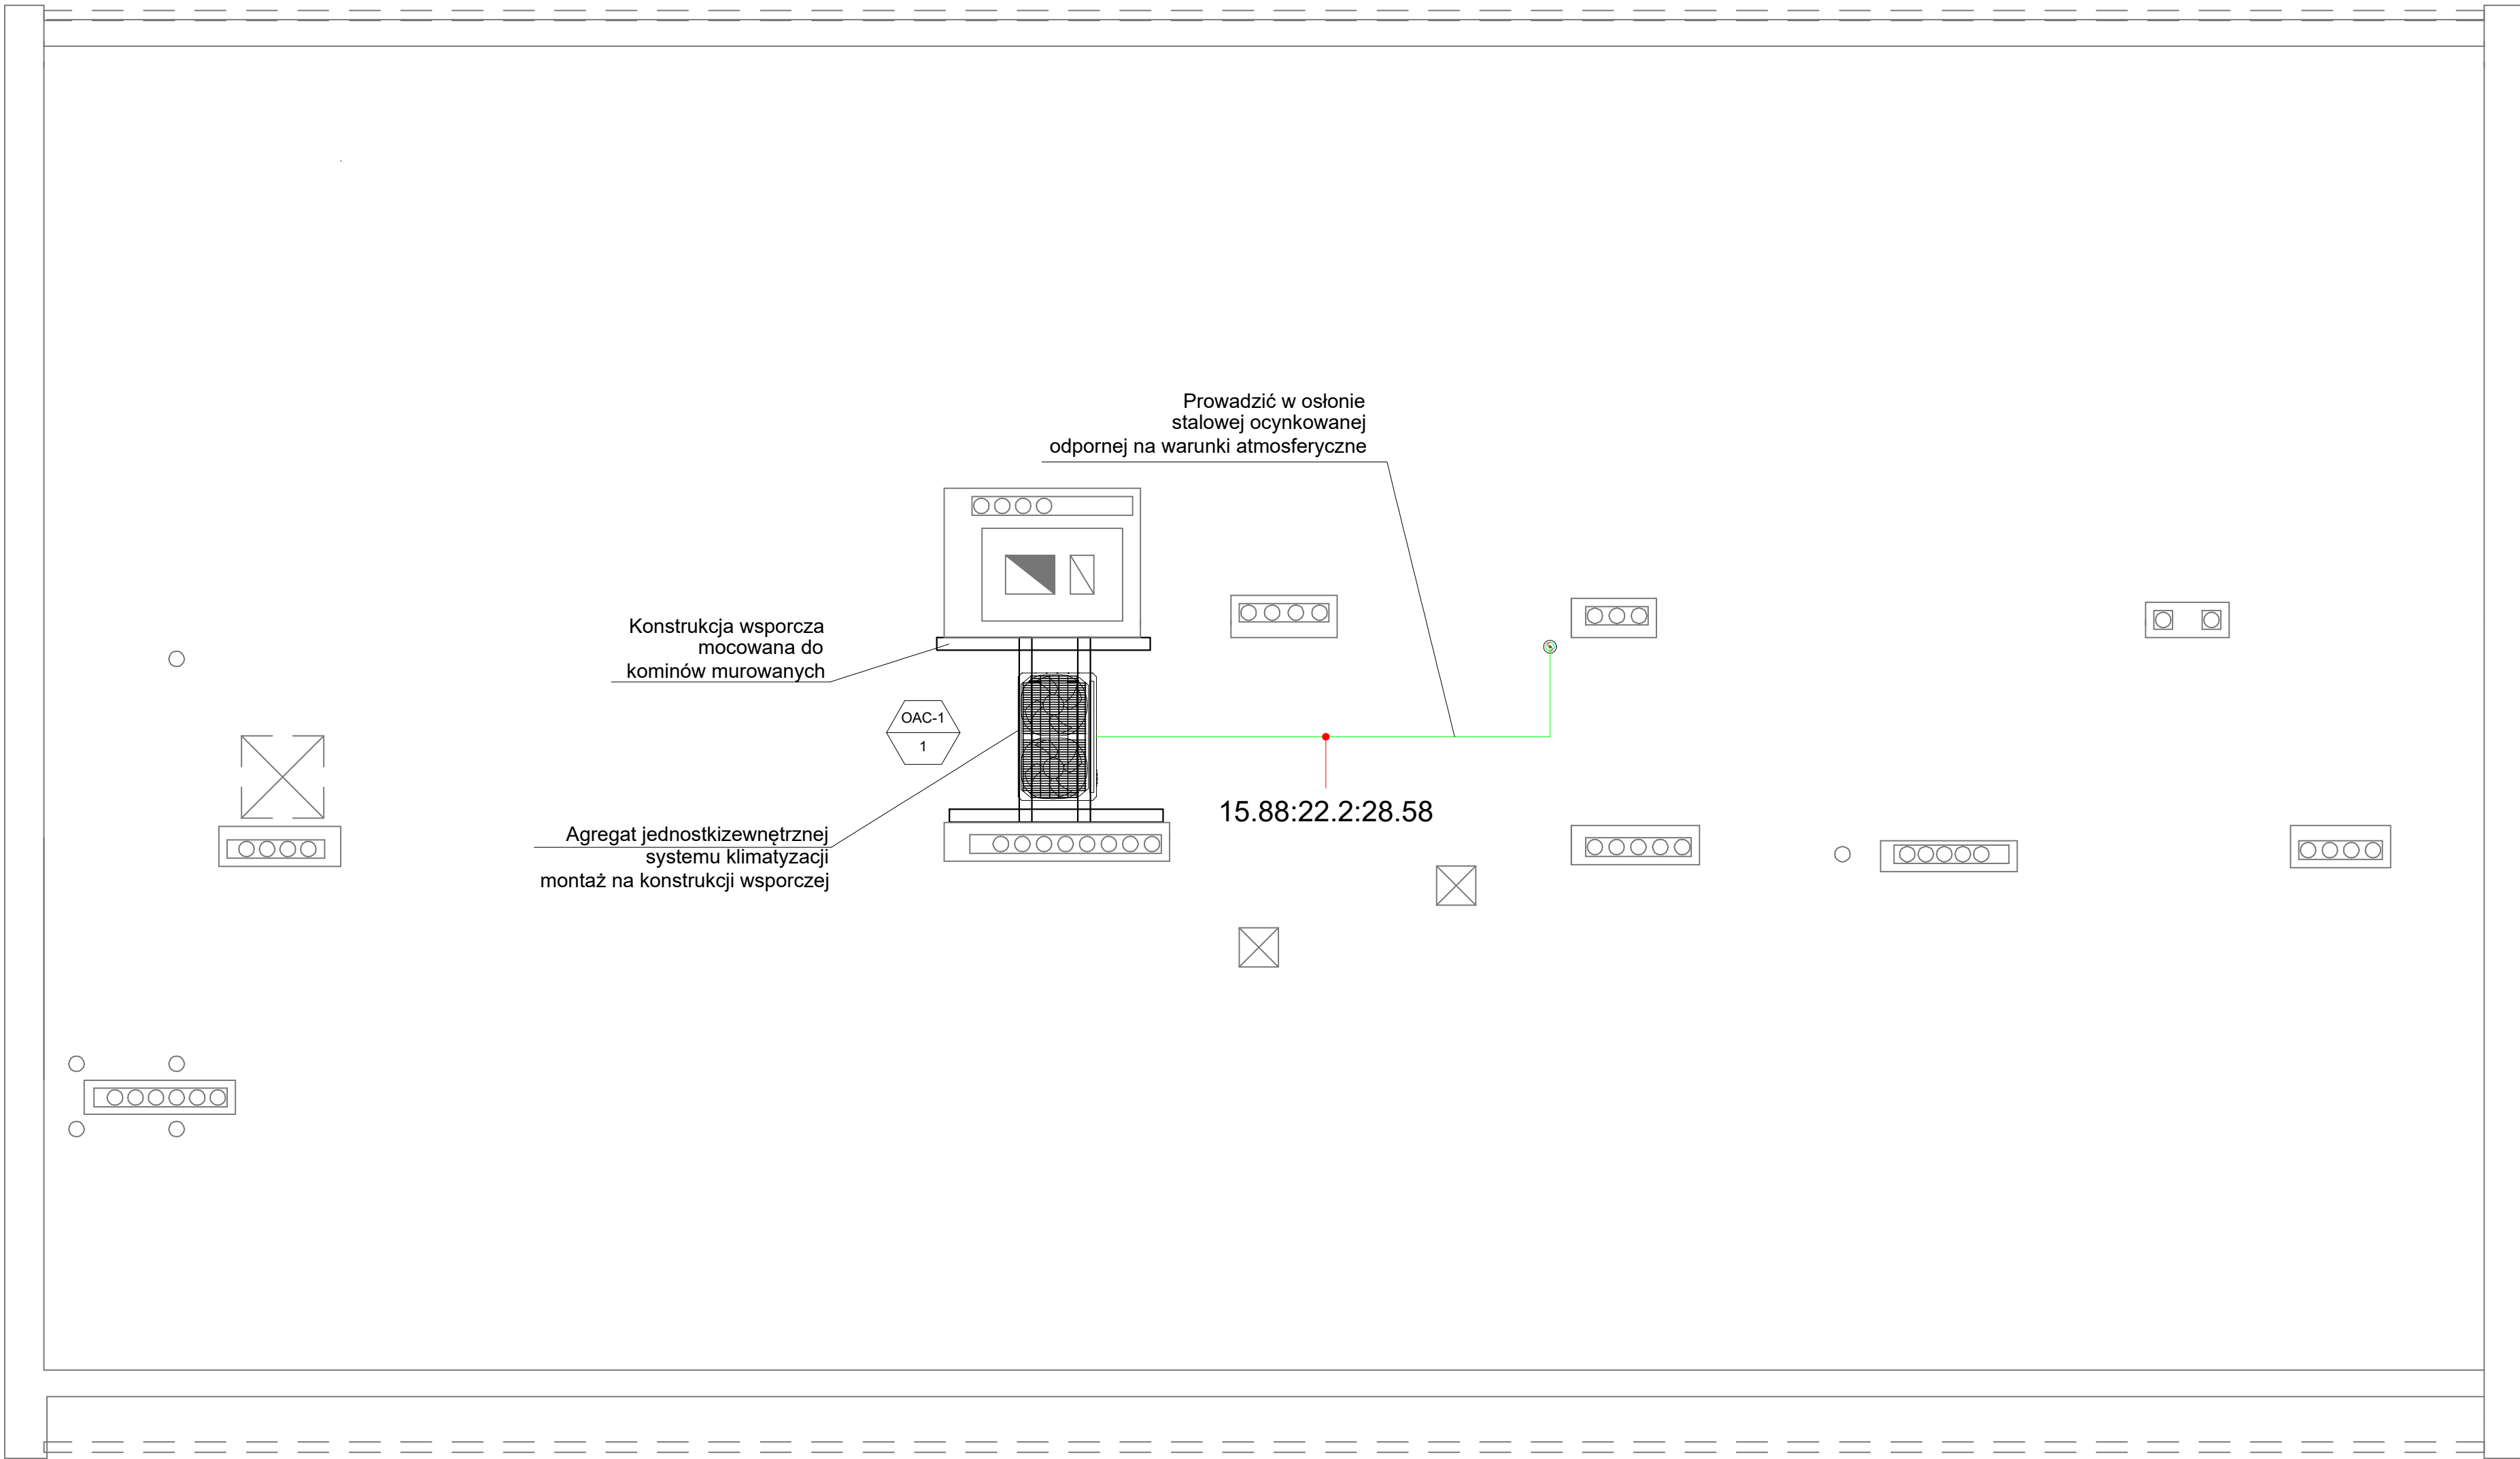 Prowadzić w osłonie
stalowej ocynkowanej
odpornej na warunki atmosferyczne
Konstrukcja wsporcza
mocowana do
kominów murowanych
OAC-1
1
15.88:22.2:28.58
Agregat jednostkizewnętrznej
systemu klimatyzacji
montaż na konstrukcji wsporczej